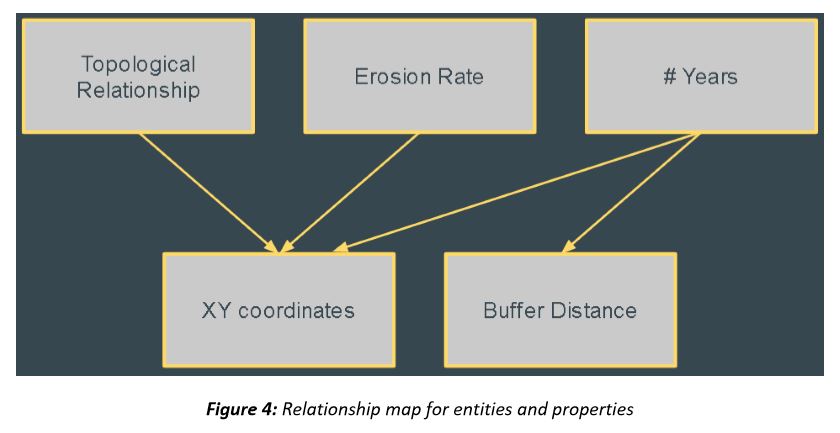 Topological
Relationship
Erosion Rate
# Years
XY coordinates
Buffer Distance
Figure 4: Relationship map for entities and properties